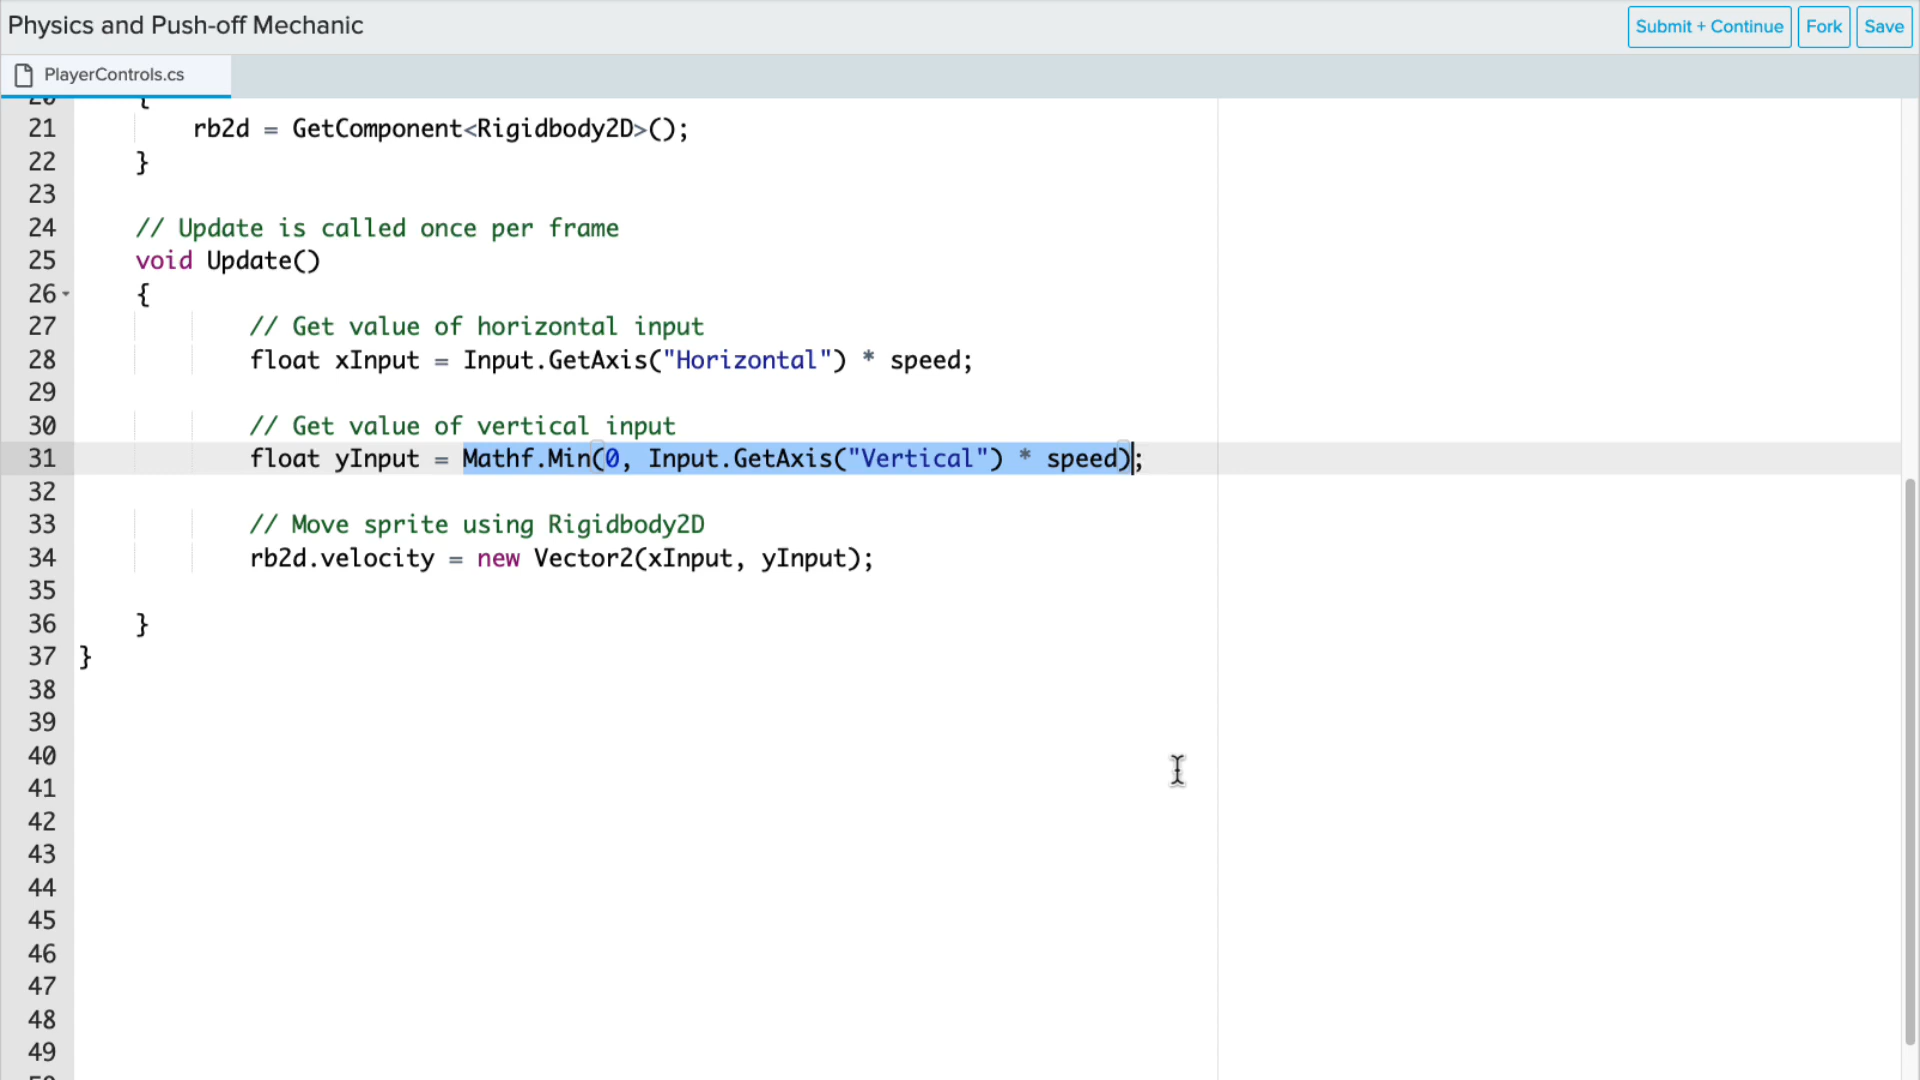 Physics and Push-off Mechanic
Submit + Continue
Fork
Save
PlayerControls.cs
20 {
21 rb2d = GetComponent<Rigidbody2D>();
22 }
23
24 // Update is called once per frame
25 void Update()
26 {
27 // Get value of horizontal input
28 float xInput = Input.GetAxis("Horizontal") * speed;
29
30 // Get value of vertical input
31 float yInput = Mathf.Min(0, Input.GetAxis("Vertical") * speed);
32
33 // Move sprite using Rigidbody2D
34 rb2d.velocity = new Vector2(xInput, yInput);
35
36 }
37 }
38
39
40
41
42
43
44
45
46
47
48
49
50